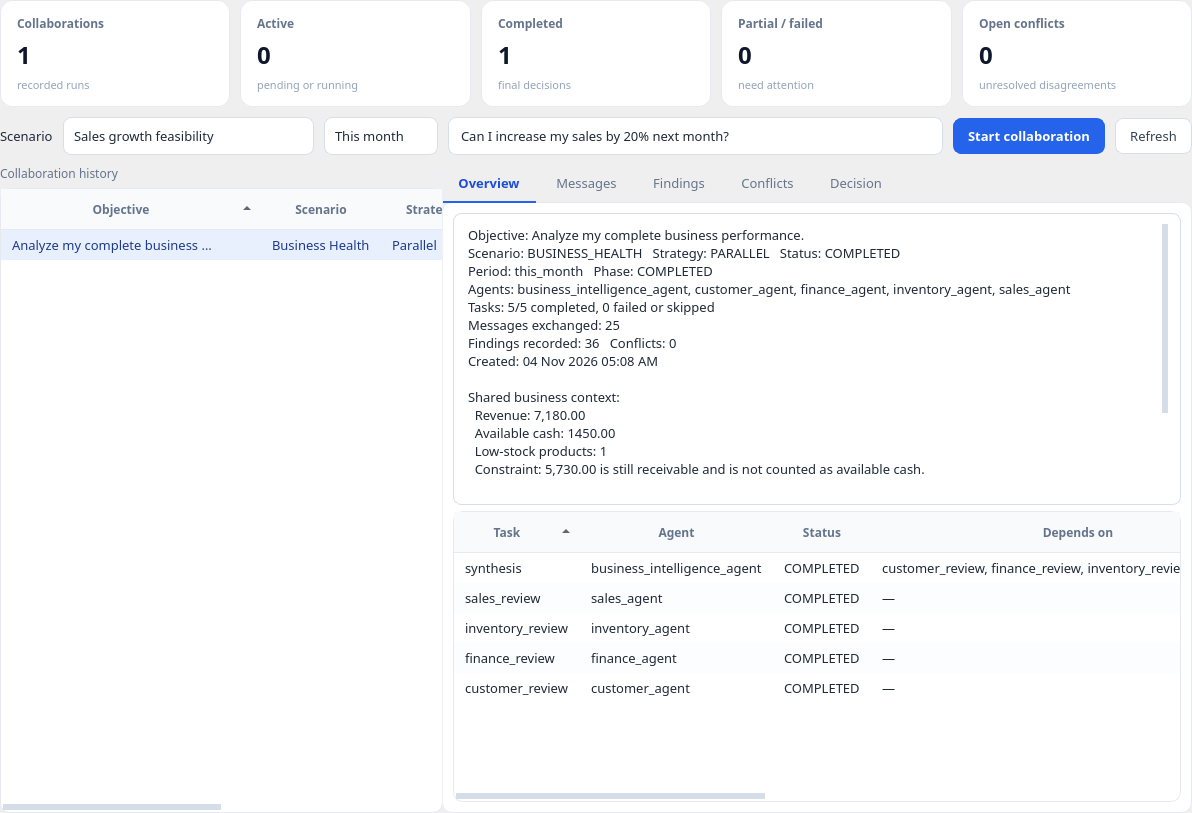 Collaborations
1
recorded runs
Active
0
pending or running
Completed
1
final decisions
Partial / failed
0
need attention
Open conflicts
0
unresolved disagreements
Scenario
Sales growth feasibility
This month
Can I increase my sales by 20% next month?
Start collaboration
Refresh
Collaboration history
Objective Scenario Strate
Analyze my complete business ... Business Health Parallel
Overview Messages Findings Conflicts Decision
Objective: Analyze my complete business performance.
Scenario: BUSINESS_HEALTH Strategy: PARALLEL Status: COMPLETED
Period: this_month Phase: COMPLETED
Agents: business_intelligence_agent, customer_agent, finance_agent, inventory_agent, sales_agent
Tasks: 5/5 completed, 0 failed or skipped
Messages exchanged: 25
Findings recorded: 36 Conflicts: 0
Created: 04 Nov 2026 05:08 AM
Shared business context:
Revenue: 7,180.00
Available cash: 1450.00
Low-stock products: 1
Constraint: 5,730.00 is still receivable and is not counted as available cash.
Task Agent Status Depends on
synthesis business_intelligence_agent COMPLETED customer_review, finance_review, inventory_revie
sales_review sales_agent COMPLETED —
inventory_review inventory_agent COMPLETED —
finance_review finance_agent COMPLETED —
customer_review customer_agent COMPLETED —